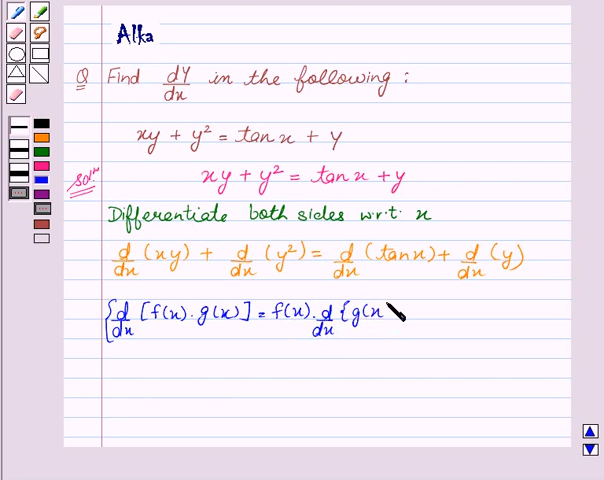 Alka
Q Find dY/dx in the following :
xy + y² = tan x + y
Solⁿ. xy + y² = tan x + y
Differentiate both sides w.r.t. x
d/dx (xy) + d/dx (y²) = d/dx (tan x) + d/dx (y)
{ d/dx [f(x) . g(x)] = f(x) . d/dx {g(x